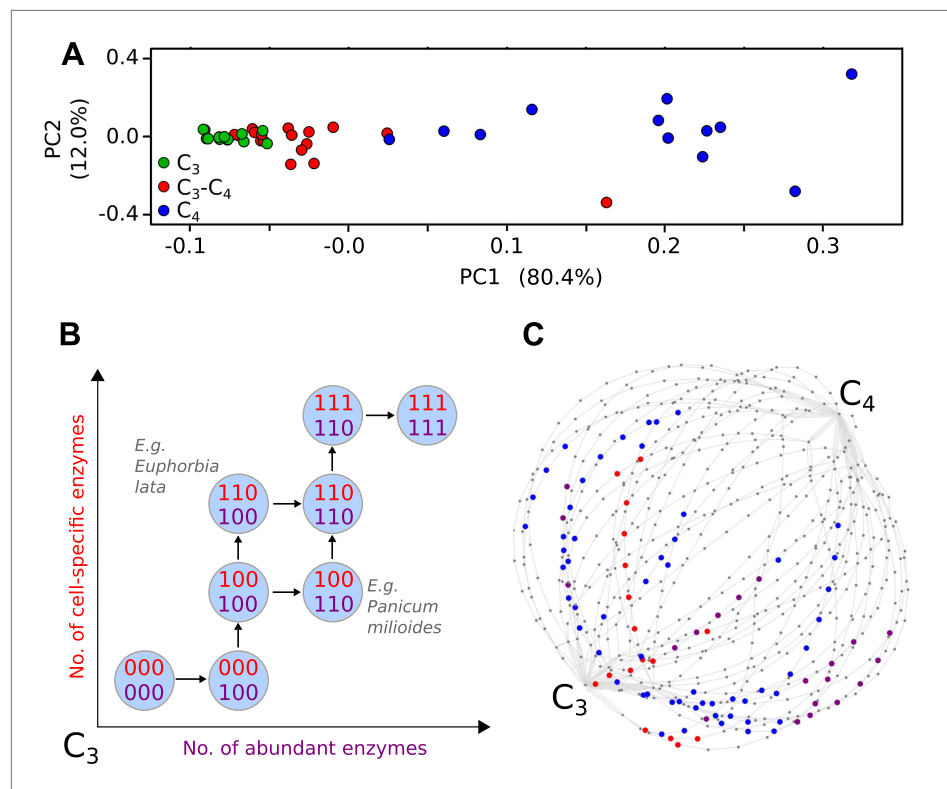 A
PC2
(12.0%)
0.4
0.0
-0.4
C3
C3-C4
C4
-0.1
-0.0
0.1
0.2
0.3
PC1 (80.4%)
B
No. of cell-specific enzymes
E.g.
Euphorbia
lata
111
110
111
111
110
100
110
110
100
100
100
110
E.g.
Panicum
milioides
000
000
000
100
C3
No. of abundant enzymes
C
C4
C3